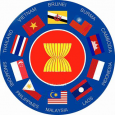 BRUNEI
BURMA
CAMBODIA
INDONESIA
LAOS
MALAYSIA
PHILIPPINES
SINGAPORE
THAILAND
VIETNAM